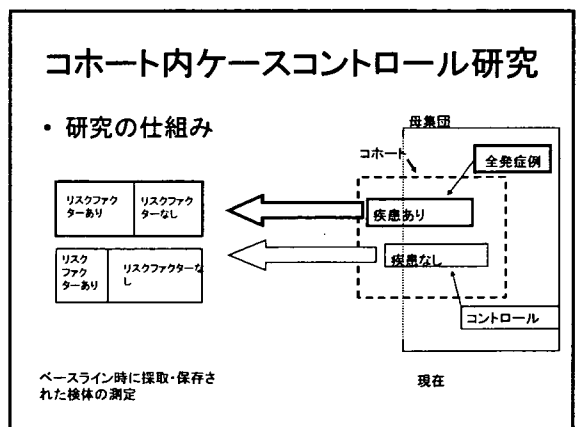 コホート内ケースコントロール研究
・ 研究の仕組み
母集団
コホート
全発症例
リスクファク
ターあり
リスクファク
ターなし
疾患あり
リスク
ファク
ターあり
リスクファクターな
し
疾患なし
コントロール
ベースライン時に採取・保存さ
れた検体の測定
現在